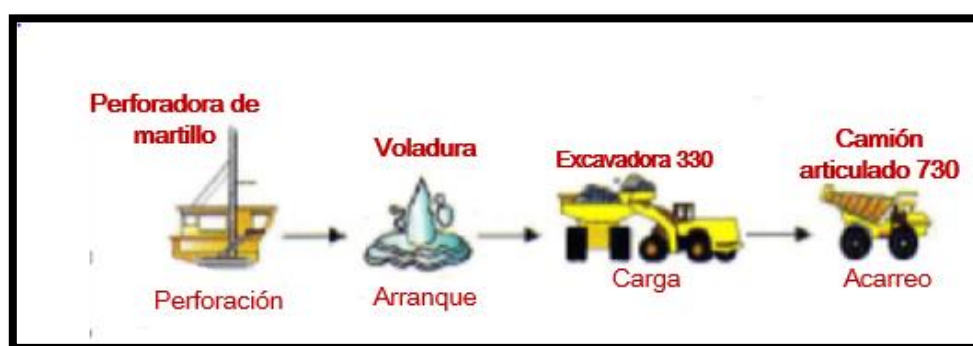 Perforadora de
martillo
Voladura
Excavadora 330
Camión
articulado 730
Perforación
Arranque
Carga
Acarreo